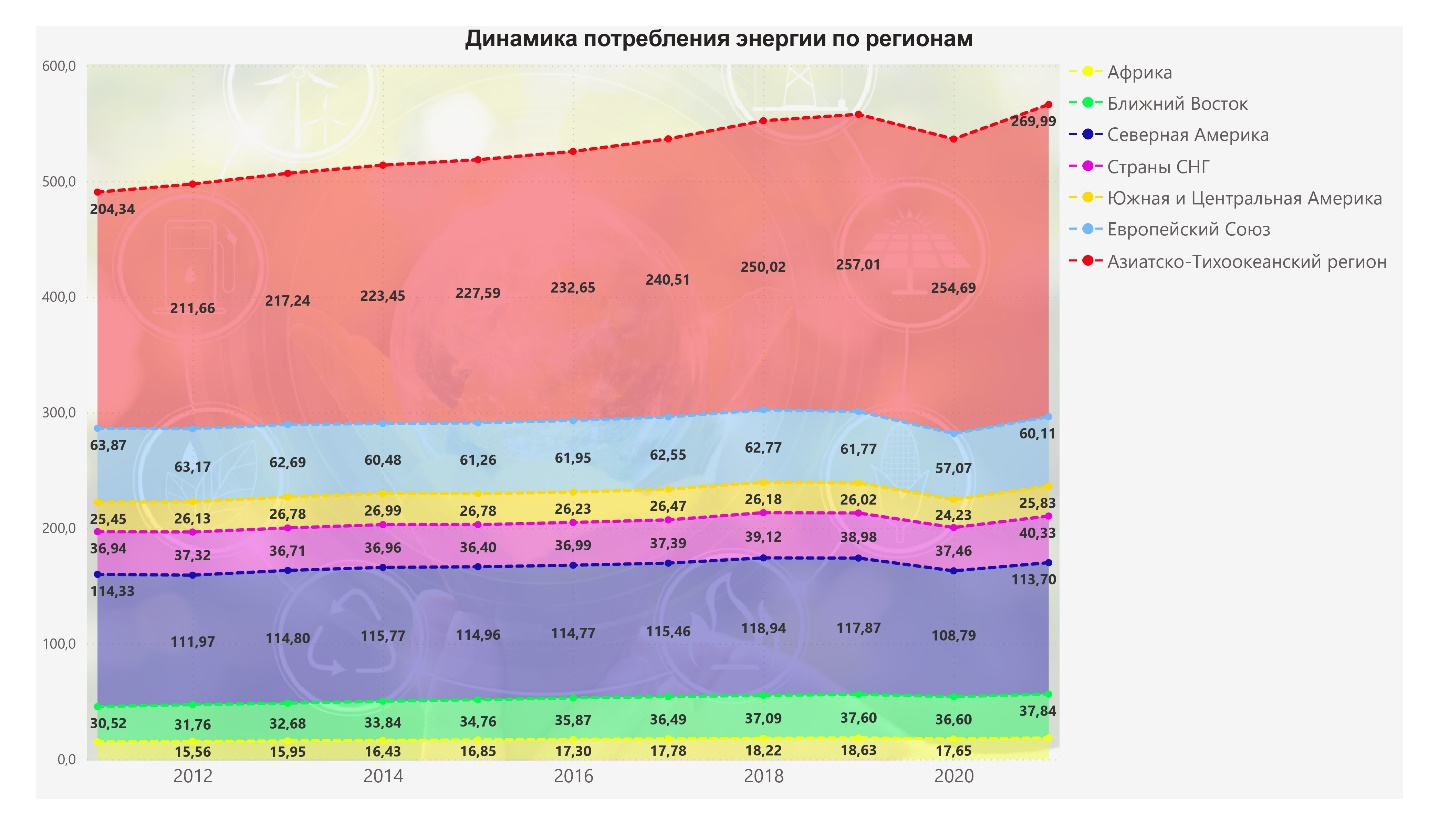 Динамика потребления энергии по регионам
600,0
500,0
400,0
300,0
200,0
100,0
0,0
204,34 211,66 217,24 223,45 227,59 232,65 240,51 250,02 257,01 254,69 269,99
63,87 63,17 62,69 60,48 61,26 61,95 62,55 62,77 61,77 57,07 60,11
25,45 26,13 26,78 26,99 26,78 26,23 26,47 26,18 26,02 24,23 25,83
36,94 37,32 36,71 36,96 36,40 36,99 37,39 39,12 38,98 37,46 40,33
114,33 111,97 114,80 115,77 114,96 114,77 115,46 118,94 117,87 108,79 113,70
30,52 31,76 32,68 33,84 34,76 35,87 36,49 37,09 37,60 36,60 37,84
15,56 15,95 16,43 16,85 17,30 17,78 18,22 18,63 17,65
2012 2014 2016 2018 2020
Африка
Ближний Восток
Северная Америка
Страны СНГ
Южная и Центральная Америка
Европейский Союз
Азиатско-Тихоокеанский регион